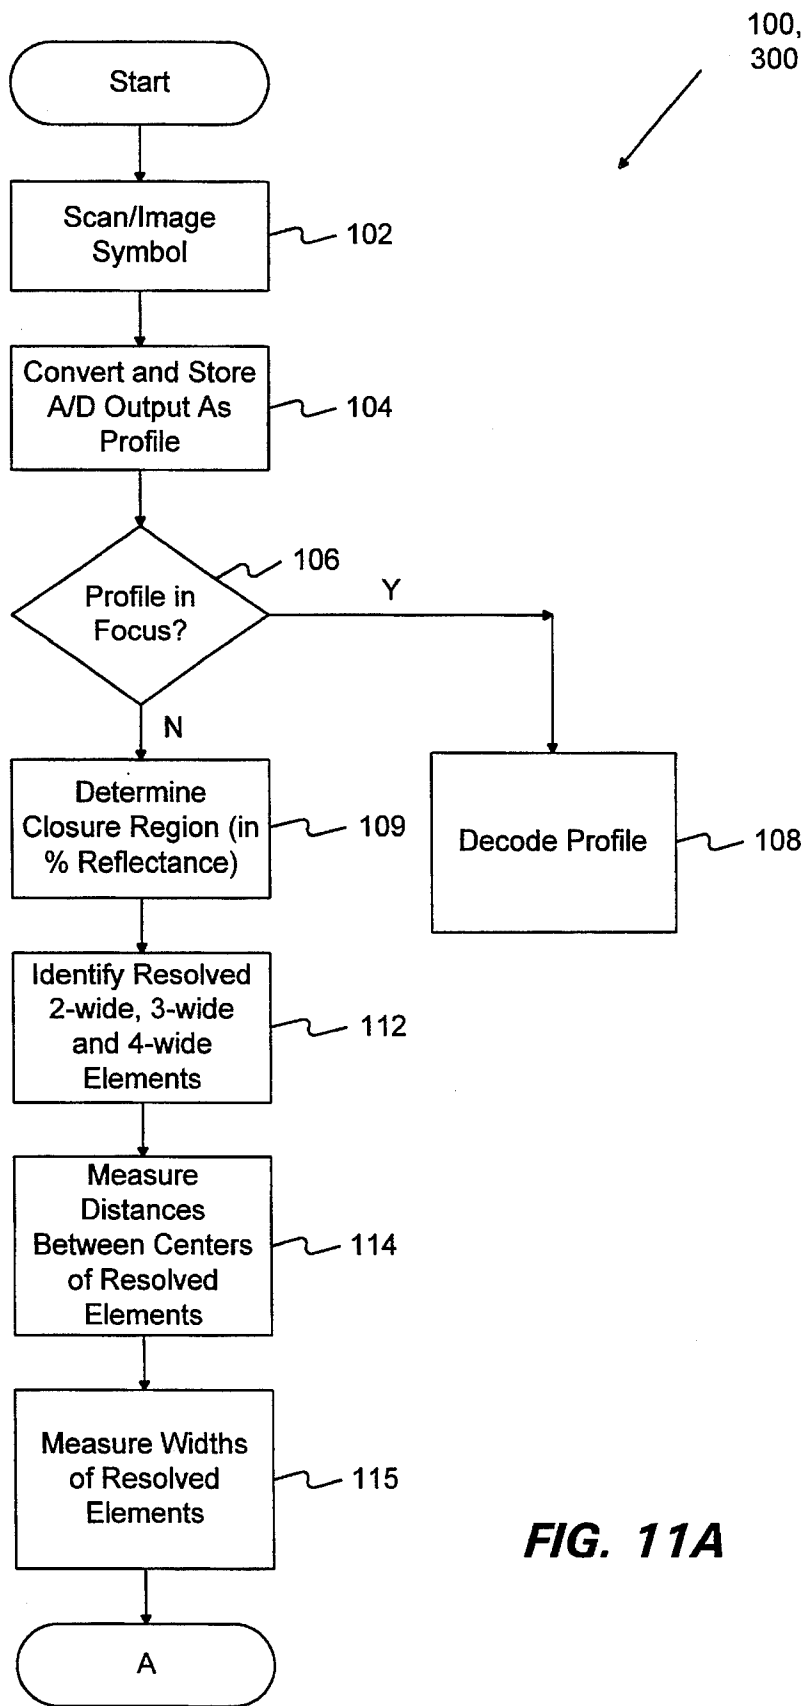 100,
300
Start
Scan/Image
Symbol
102
Convert and Store
A/D Output As
Profile
104
106
Profile in
Focus?
Y
N
Determine
Closure Region (in
% Reflectance)
109
Decode Profile
108
Identify Resolved
2-wide, 3-wide
and 4-wide
Elements
112
Measure
Distances
Between Centers
of Resolved
Elements
114
Measure Widths
of Resolved
Elements
115
FIG. 11A
A